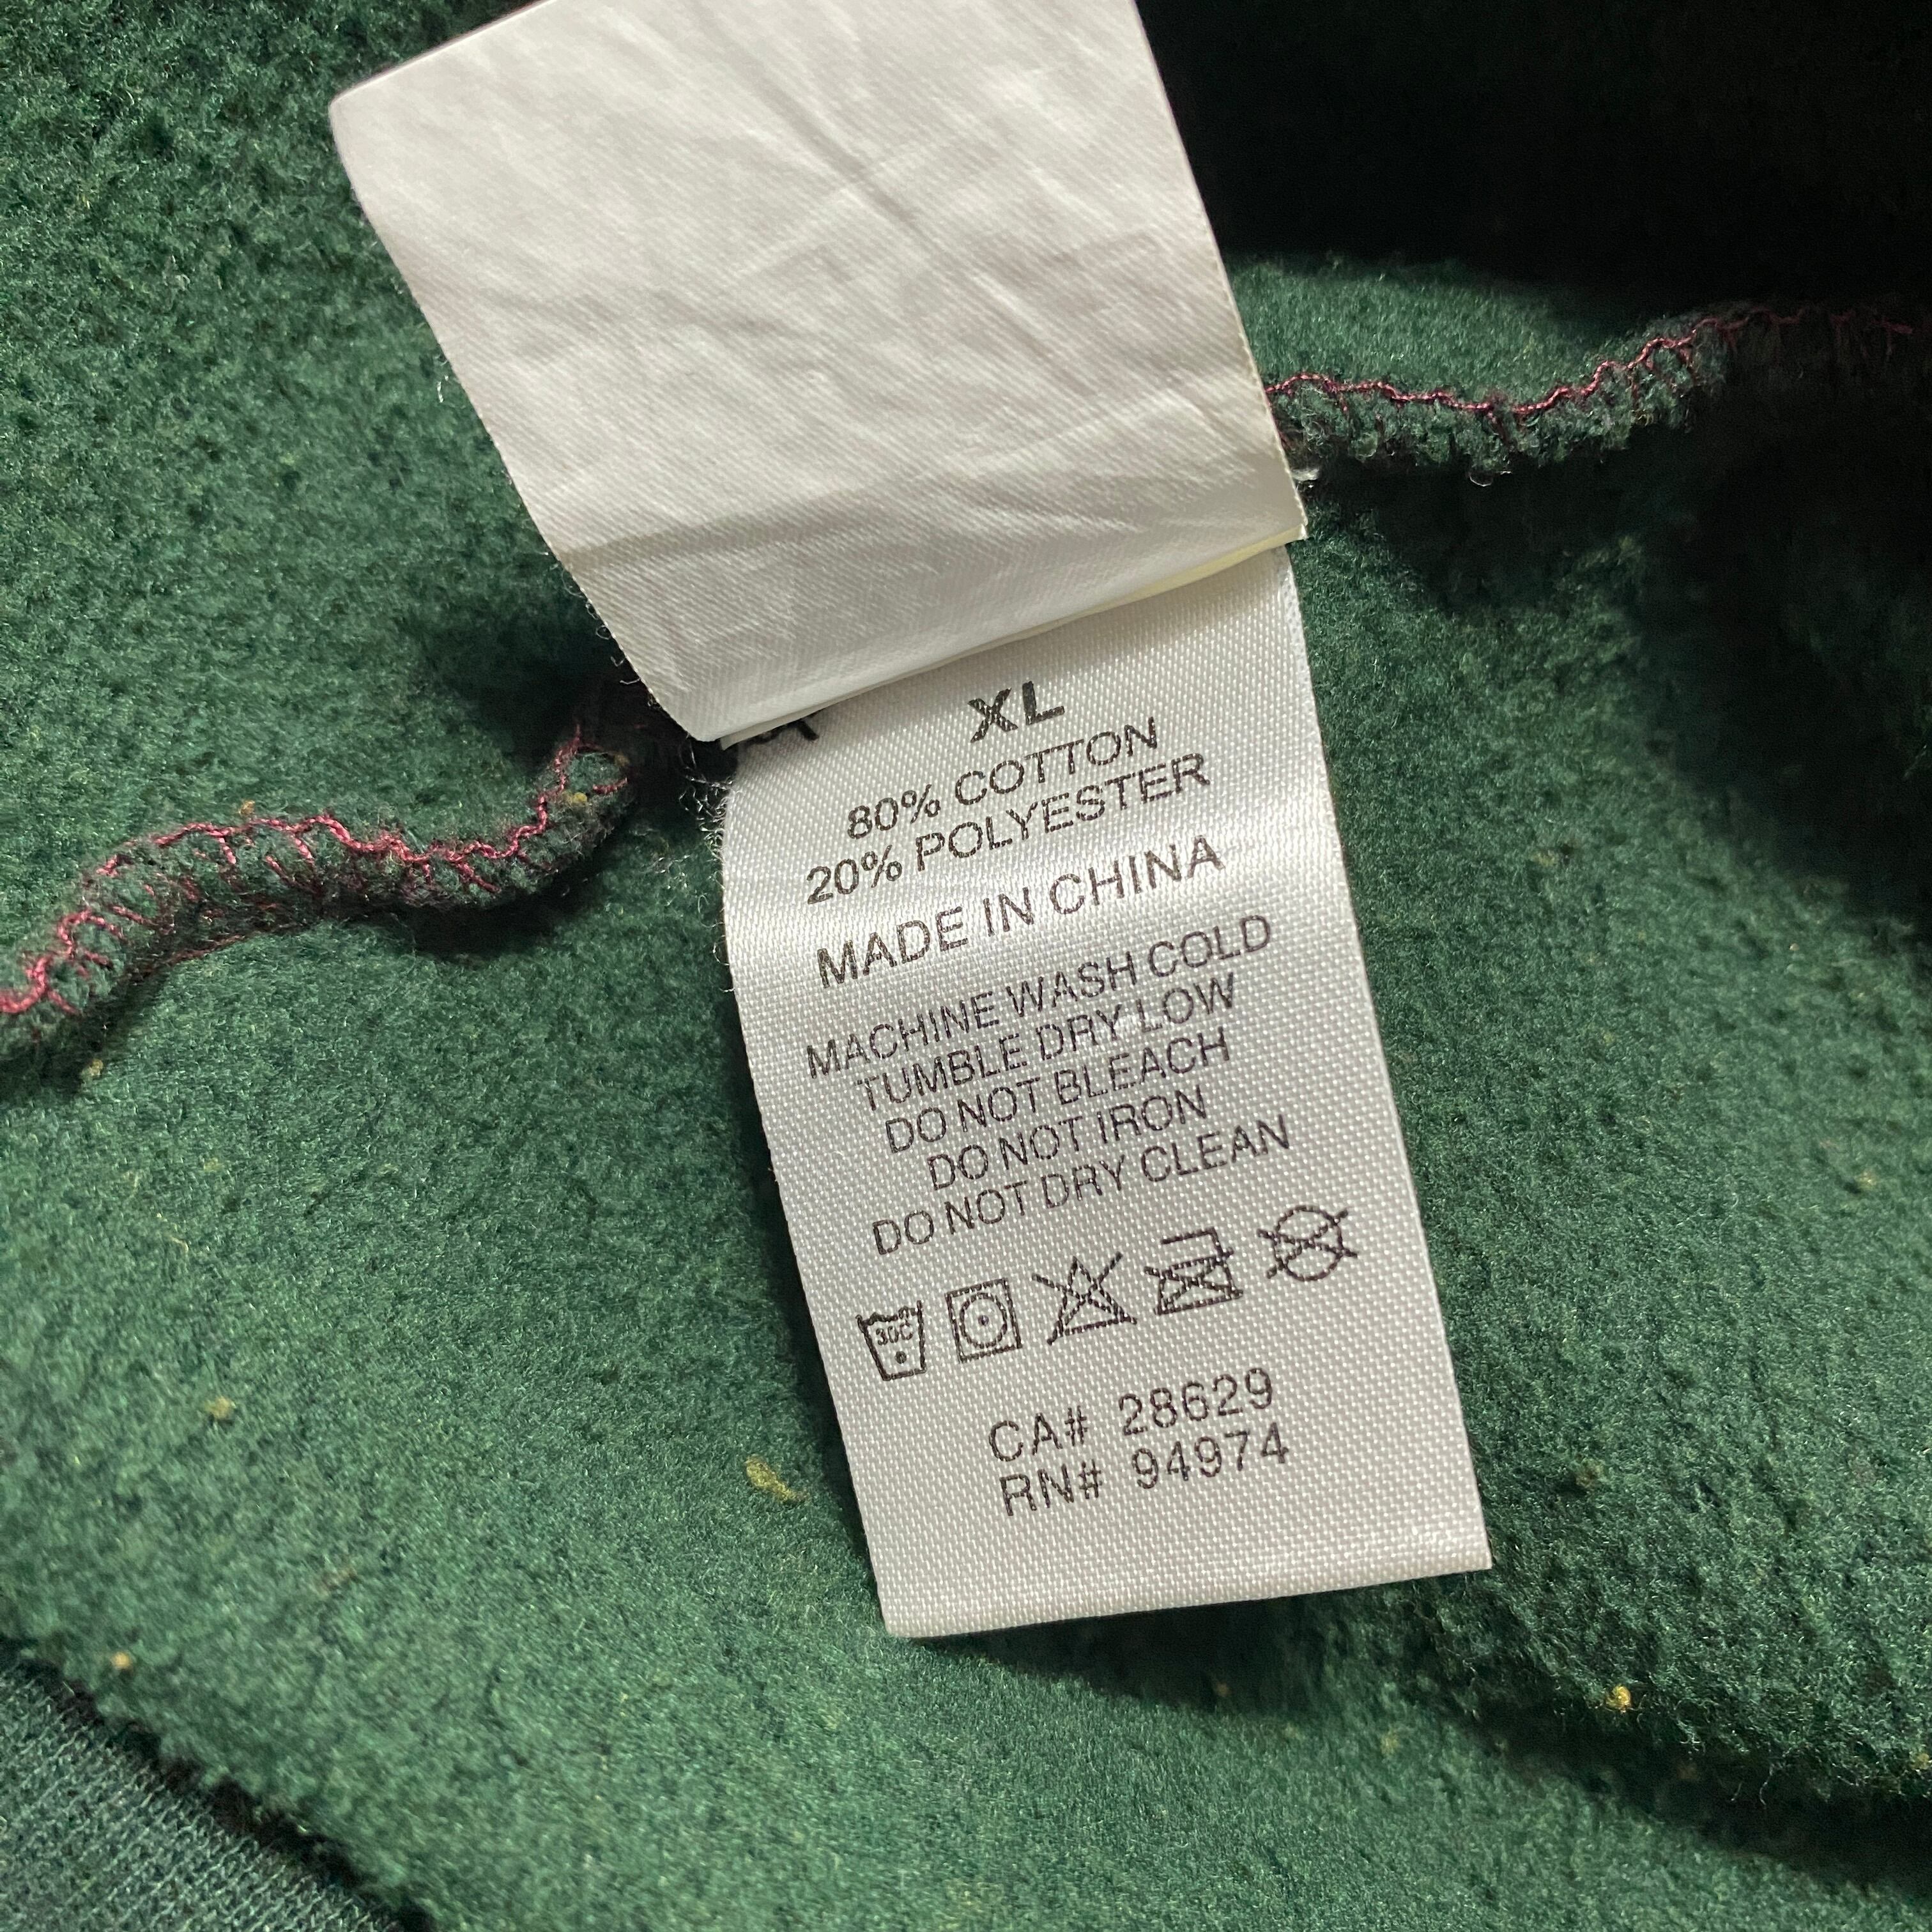 XL
80% COTTON
20% POLYESTER
MADE IN CHINA
MACHINE WASH COLD
TUMBLE DRY LOW
DO NOT BLEACH
DO NOT IRON
DO NOT DRY CLEAN
30C
CA# 28629
RN# 94974